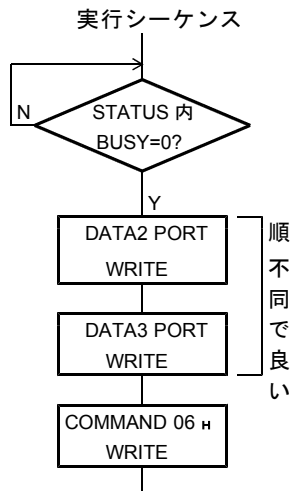 実行シーケンス
N
STATUS 内
BUSY=0?
Y
DATA2 PORT
WRITE
DATA3 PORT
WRITE
順不同で良い
COMMAND 06 H
WRITE